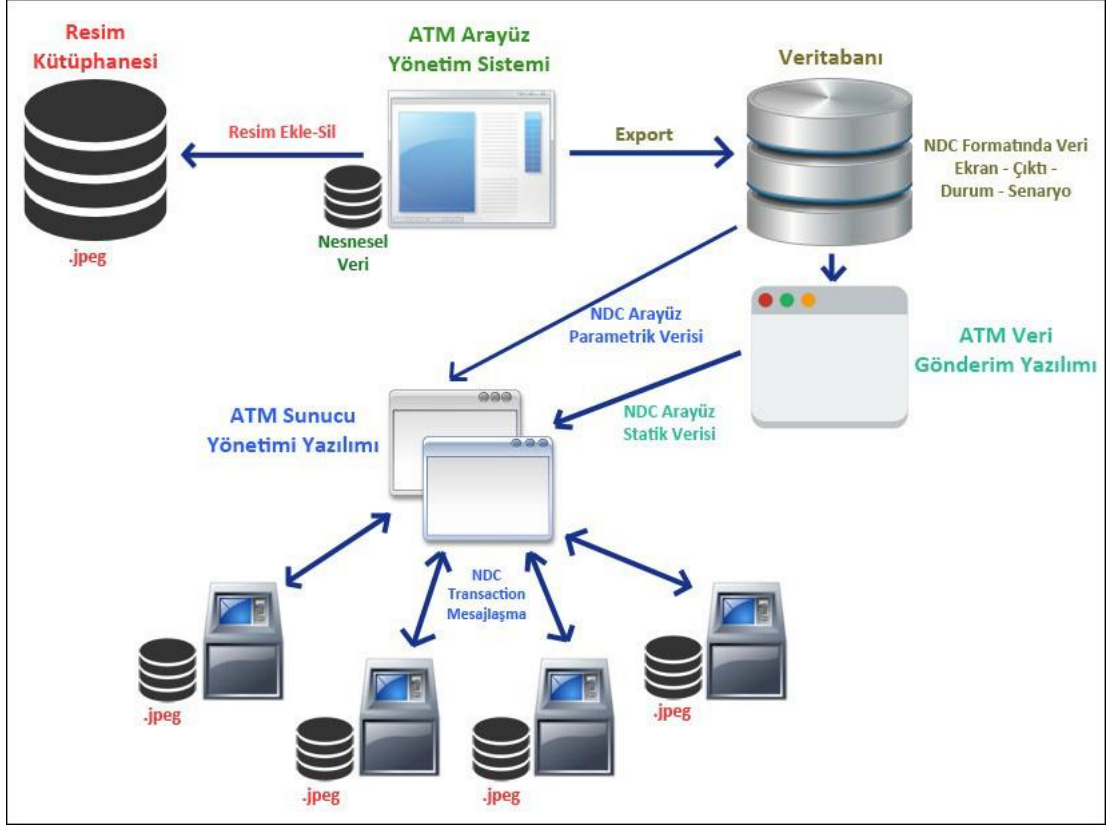 Resim
Kütüphanesi
ATM Arayüz
Yönetim Sistemi
Veritabanı
Resim Ekle-Sil
Export
NDC Formatında Veri
Ekran - Çıktı -
Durum - Senaryo
.jpeg
Nesnesel
Veri
NDC Arayüz
Parametrik Verisi
ATM Veri
Gönderim Yazılımı
NDC Arayüz
Statik Verisi
ATM Sunucu
Yönetimi Yazılımı
NDC
Transaction
Mesajlaşma
.jpeg
.jpeg
.jpeg
.jpeg